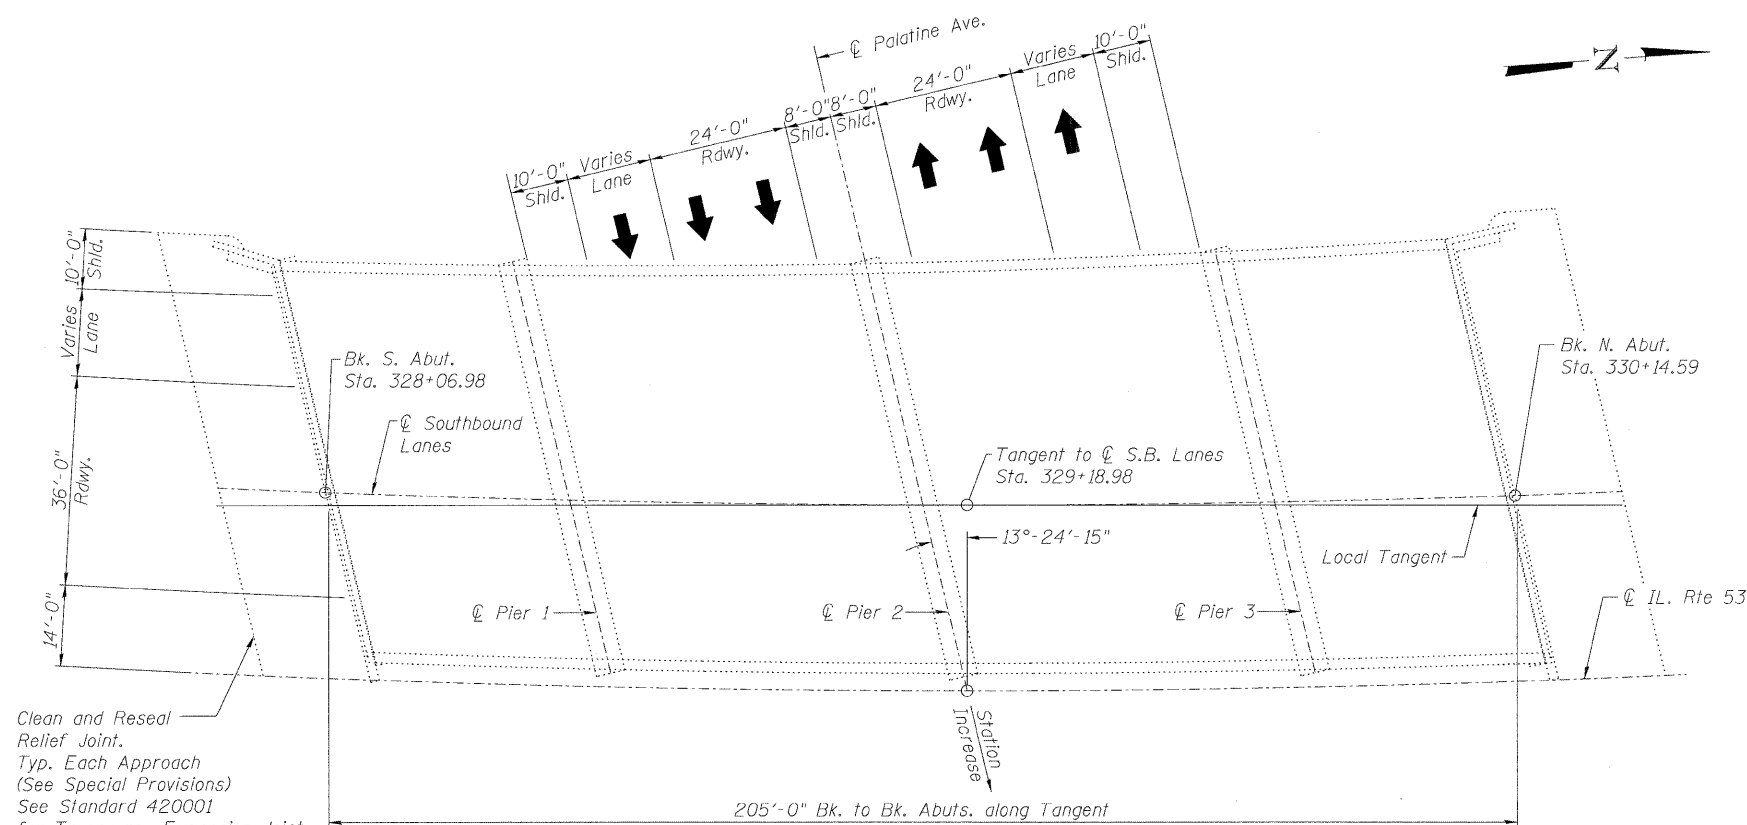 ℄ Palatine Ave.
10'-0"
Shld.
Varies
Lane
24'-0"
Rdwy.
8'-0"
Shld.
8'-0"
Shld.
24'-0"
Rdwy.
Varies
Lane
10'-0"
Shld.
N
10'-0"
Shld.
Varies
Lane
36'-0"
Rdwy.
14'-0"
Bk. S. Abut.
Sta. 328+06.98
℄ Southbound
Lanes
Tangent to ℄ S.B. Lanes
Sta. 329+18.98
13°-24'-15"
Bk. N. Abut.
Sta. 330+14.59
Local Tangent
℄ Pier 1
℄ Pier 2
℄ Pier 3
℄ IL. Rte 53
Station
Increase
Clean and Reseal
Relief Joint.
Typ. Each Approach
(See Special Provisions)
See Standard 420001
205'-0" Bk. to Bk. Abuts. along Tangent